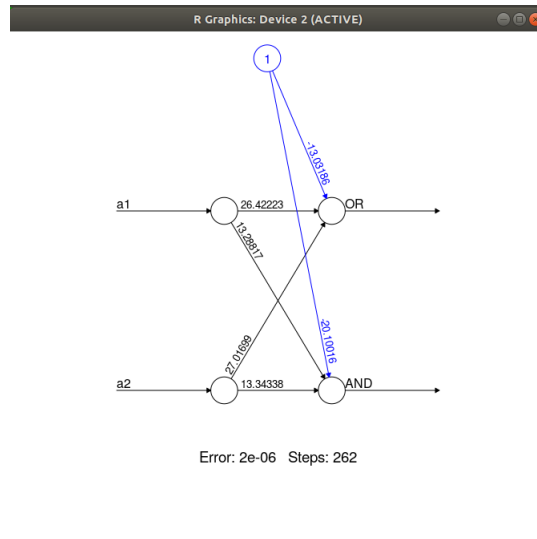 R Graphics: Device 2 (ACTIVE)
1
-13.03186
a1
26.42223
OR
13.28817
-20.10016
27.01699
a2
13.34338
AND
Error: 2e-06 Steps: 262